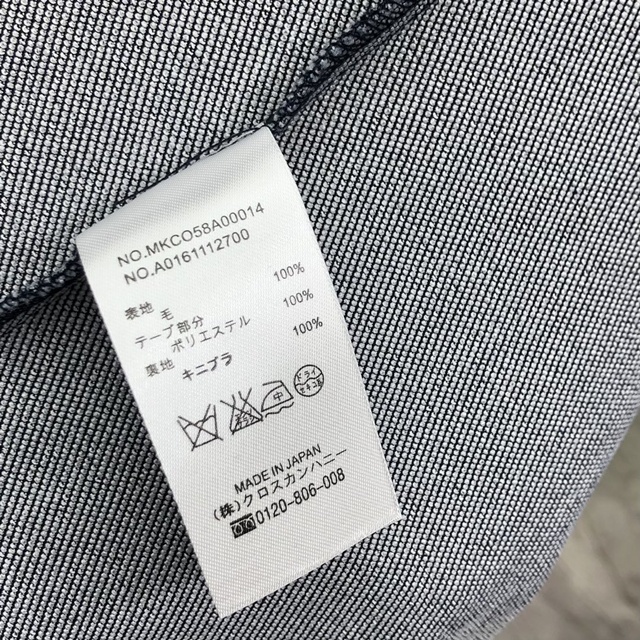 NO.MKCO58A00014
NO.A0161112700
表地 毛 100%
テープ部分
ポリエステル 100%
裏地 キュプラ 100%
中
ドライ
MADE IN JAPAN
(株)クロスカンパニー
0120-806-008